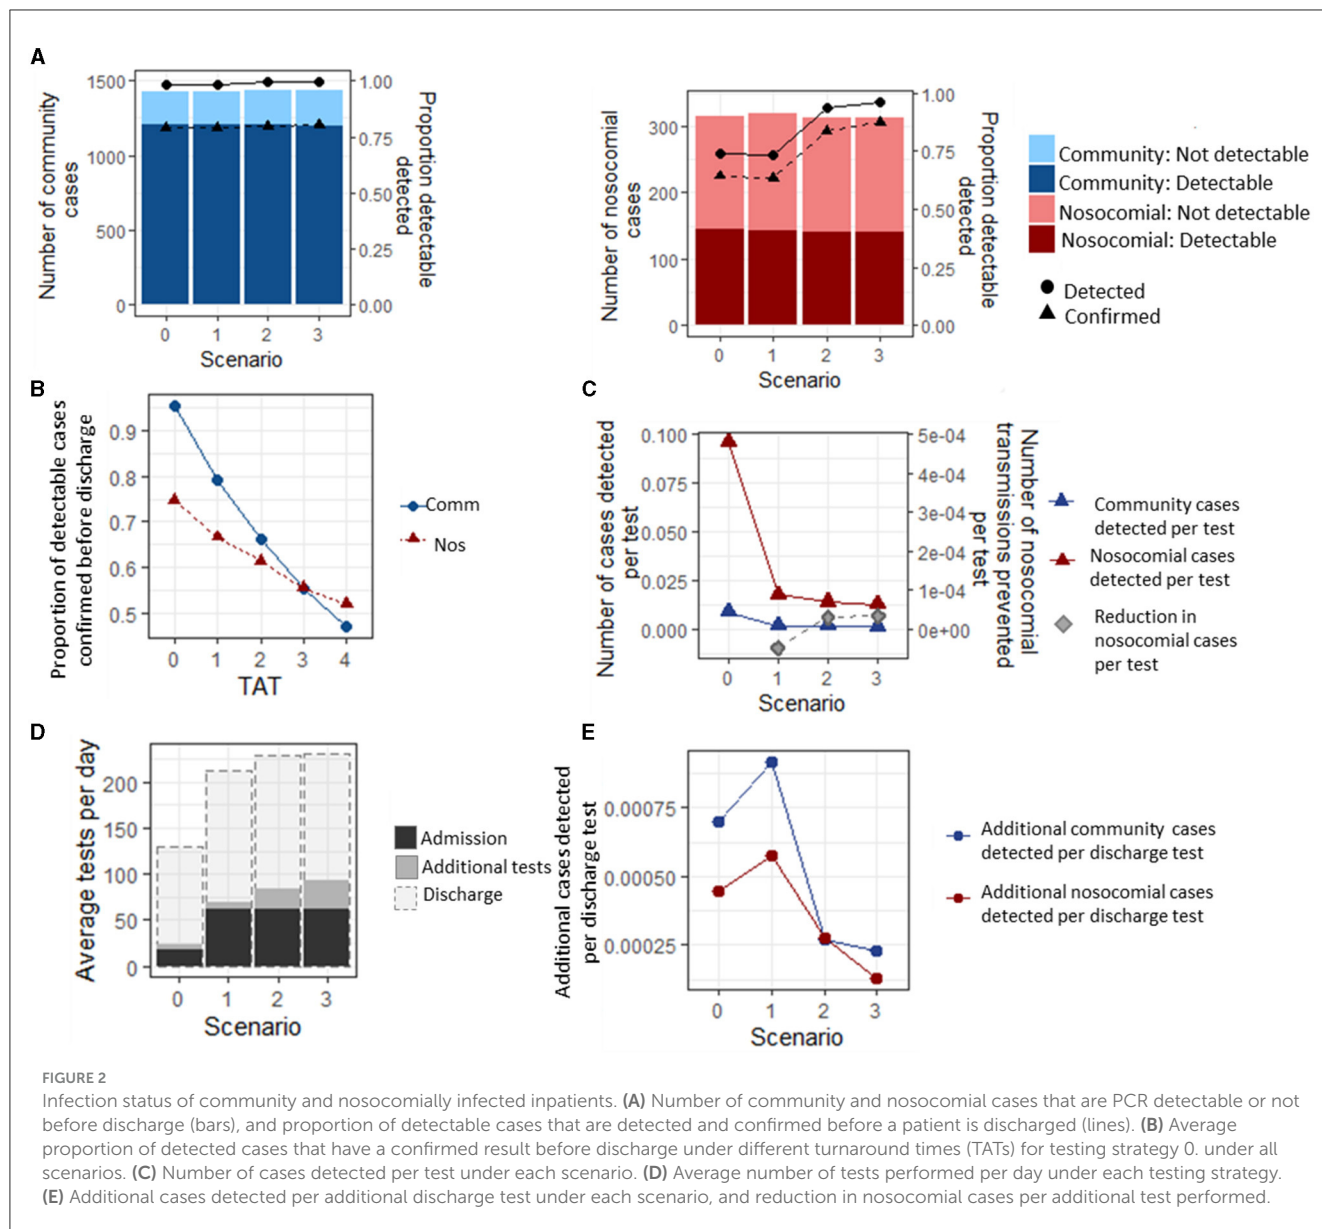 A
Number of community
cases
1500
1000
500
0
1.00
0.75
0.50
0.25
0.00
Proportion detectable
detected
0 1 2 3
Scenario
Number of nosocomial
cases
300
200
100
0
1.00
0.75
0.50
0.25
0.00
Proportion detectable
detected
0 1 2 3
Scenario
Community: Not detectable
Community: Detectable
Nosocomial: Not detectable
Nosocomial: Detectable
Detected
Confirmed
B
Proportion of detectable cases
confirmed before discharge
0.9
0.8
0.7
0.6
0.5
0 1 2 3 4
TAT
Comm
Nos
C
Number of cases detected
per test
0.100
0.075
0.050
0.025
0.000
5e-04
4e-04
3e-04
2e-04
1e-04
0e+00
Number of nosocomial
transmissions prevented
per test
0 1 2 3
Scenario
Community cases
detected per test
Nosocomial cases
detected per test
Reduction in
nosocomial cases
per test
D
Average tests per day
200
150
100
50
0
0 1 2 3
Scenario
Admission
Additional tests
Discharge
E
Additional cases detected
per discharge test
0.00075
0.00050
0.00025
0 1 2 3
Scenario
Additional community cases
detected per discharge test
Additional nosocomial cases
detected per discharge test
FIGURE 2
Infection status of community and nosocomially infected inpatients. (A) Number of community and nosocomial cases that are PCR detectable or not
before discharge (bars), and proportion of detectable cases that are detected and confirmed before a patient is discharged (lines). (B) Average
proportion of detected cases that have a confirmed result before discharge under different turnaround times (TATs) for testing strategy 0. under all
scenarios. (C) Number of cases detected per test under each scenario. (D) Average number of tests performed per day under each testing strategy.
(E) Additional cases detected per additional discharge test under each scenario, and reduction in nosocomial cases per additional test performed.